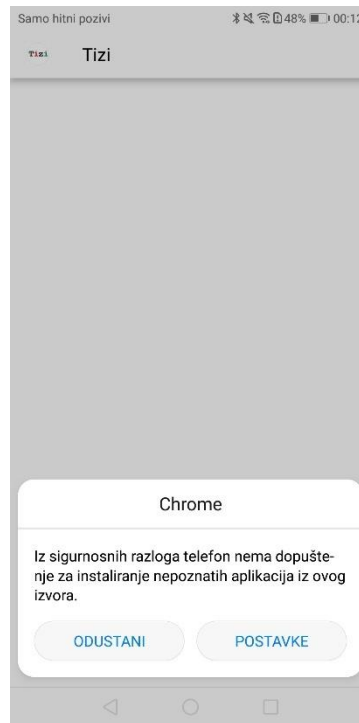 Samo hitni pozivi 48% 00:12
Tizi Tizi
Chrome
Iz sigurnosnih razloga telefon nema dopušte-
nje za instaliranje nepoznatih aplikacija iz ovog
izvora.
ODUSTANI POSTAVKE